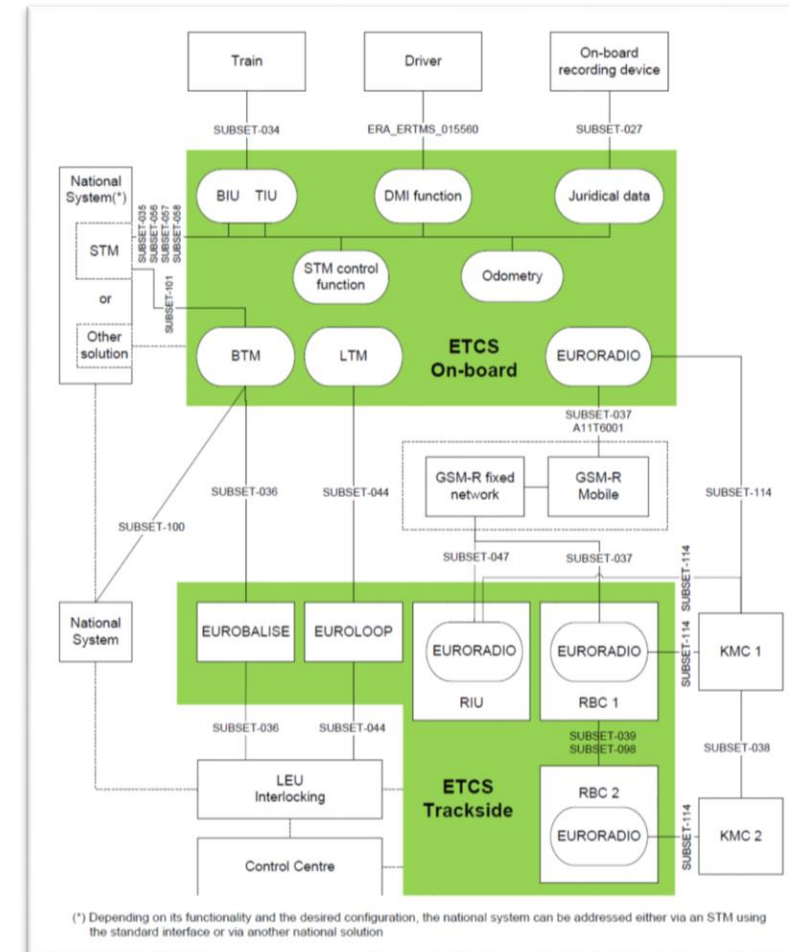 Train
Driver
On-board
recording device
SUBSET-034
ERA_ERTMS_015560
SUBSET-027
National
System(*)
STM
or
Other
solution
SUBSET-035
SUBSET-056
SUBSET-057
SUBSET-058
SUBSET-101
BIU TIU
DMI function
Juridical data
STM control
function
Odometry
BTM
LTM
ETCS
On-board
EURORADIO
SUBSET-037
A11T6001
GSM-R fixed
network
GSM-R
Mobile
SUBSET-036
SUBSET-044
SUBSET-114
SUBSET-100
SUBSET-047
SUBSET-037
SUBSET-114
National
System
EUROBALISE
EUROLOOP
EURORADIO
RIU
EURORADIO
RBC 1
SUBSET-114
KMC 1
SUBSET-036
SUBSET-044
SUBSET-039
SUBSET-098
SUBSET-038
LEU
Interlocking
ETCS
Trackside
RBC 2
EURORADIO
SUBSET-114
KMC 2
Control Centre
(*) Depending on its functionality and the desired configuration, the national system can be addressed either via an STM using
the standard interface or via another national solution